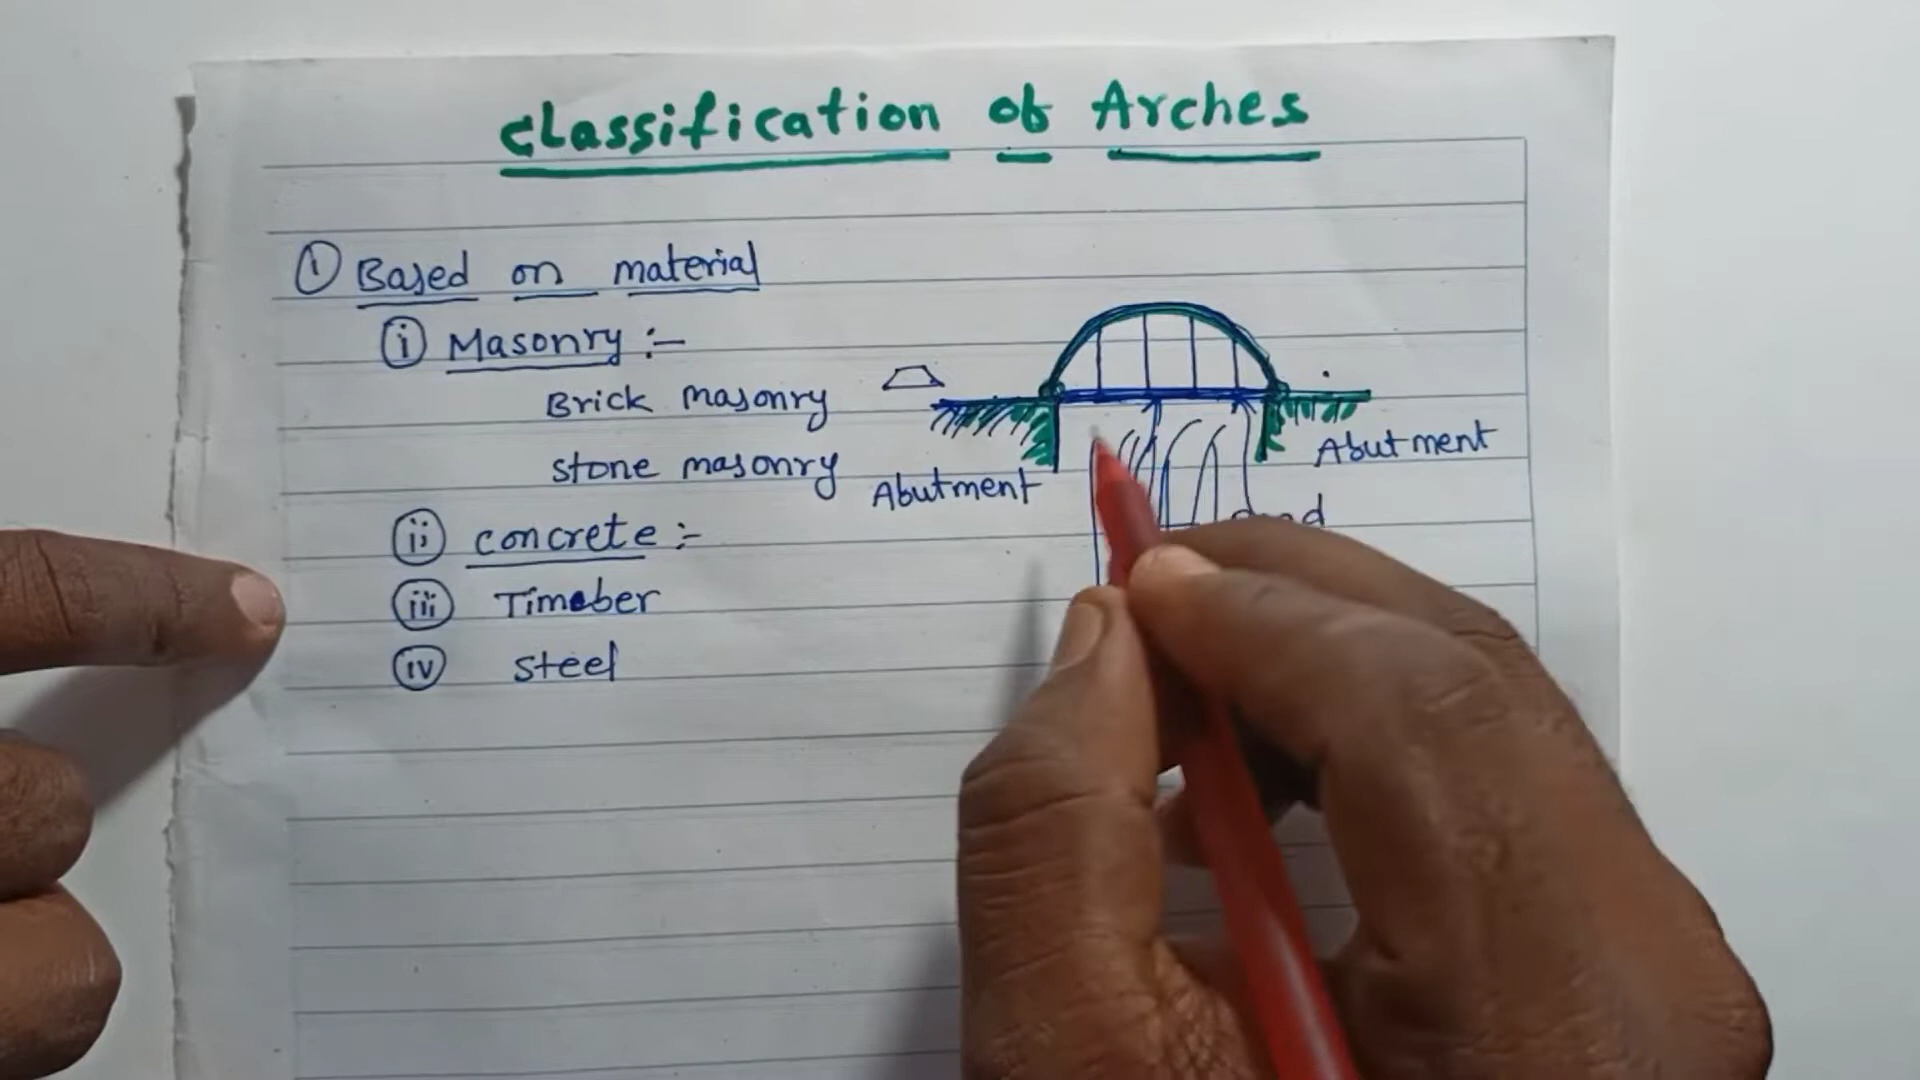 Classification of Arches
① Based on material
ⓘ Masonry :-
Brick masonry
stone masonry
Abutment
Abutment
ⓘⓘ concrete :-
ⓘⓘⓘ Timber
ⓘⓥ steel